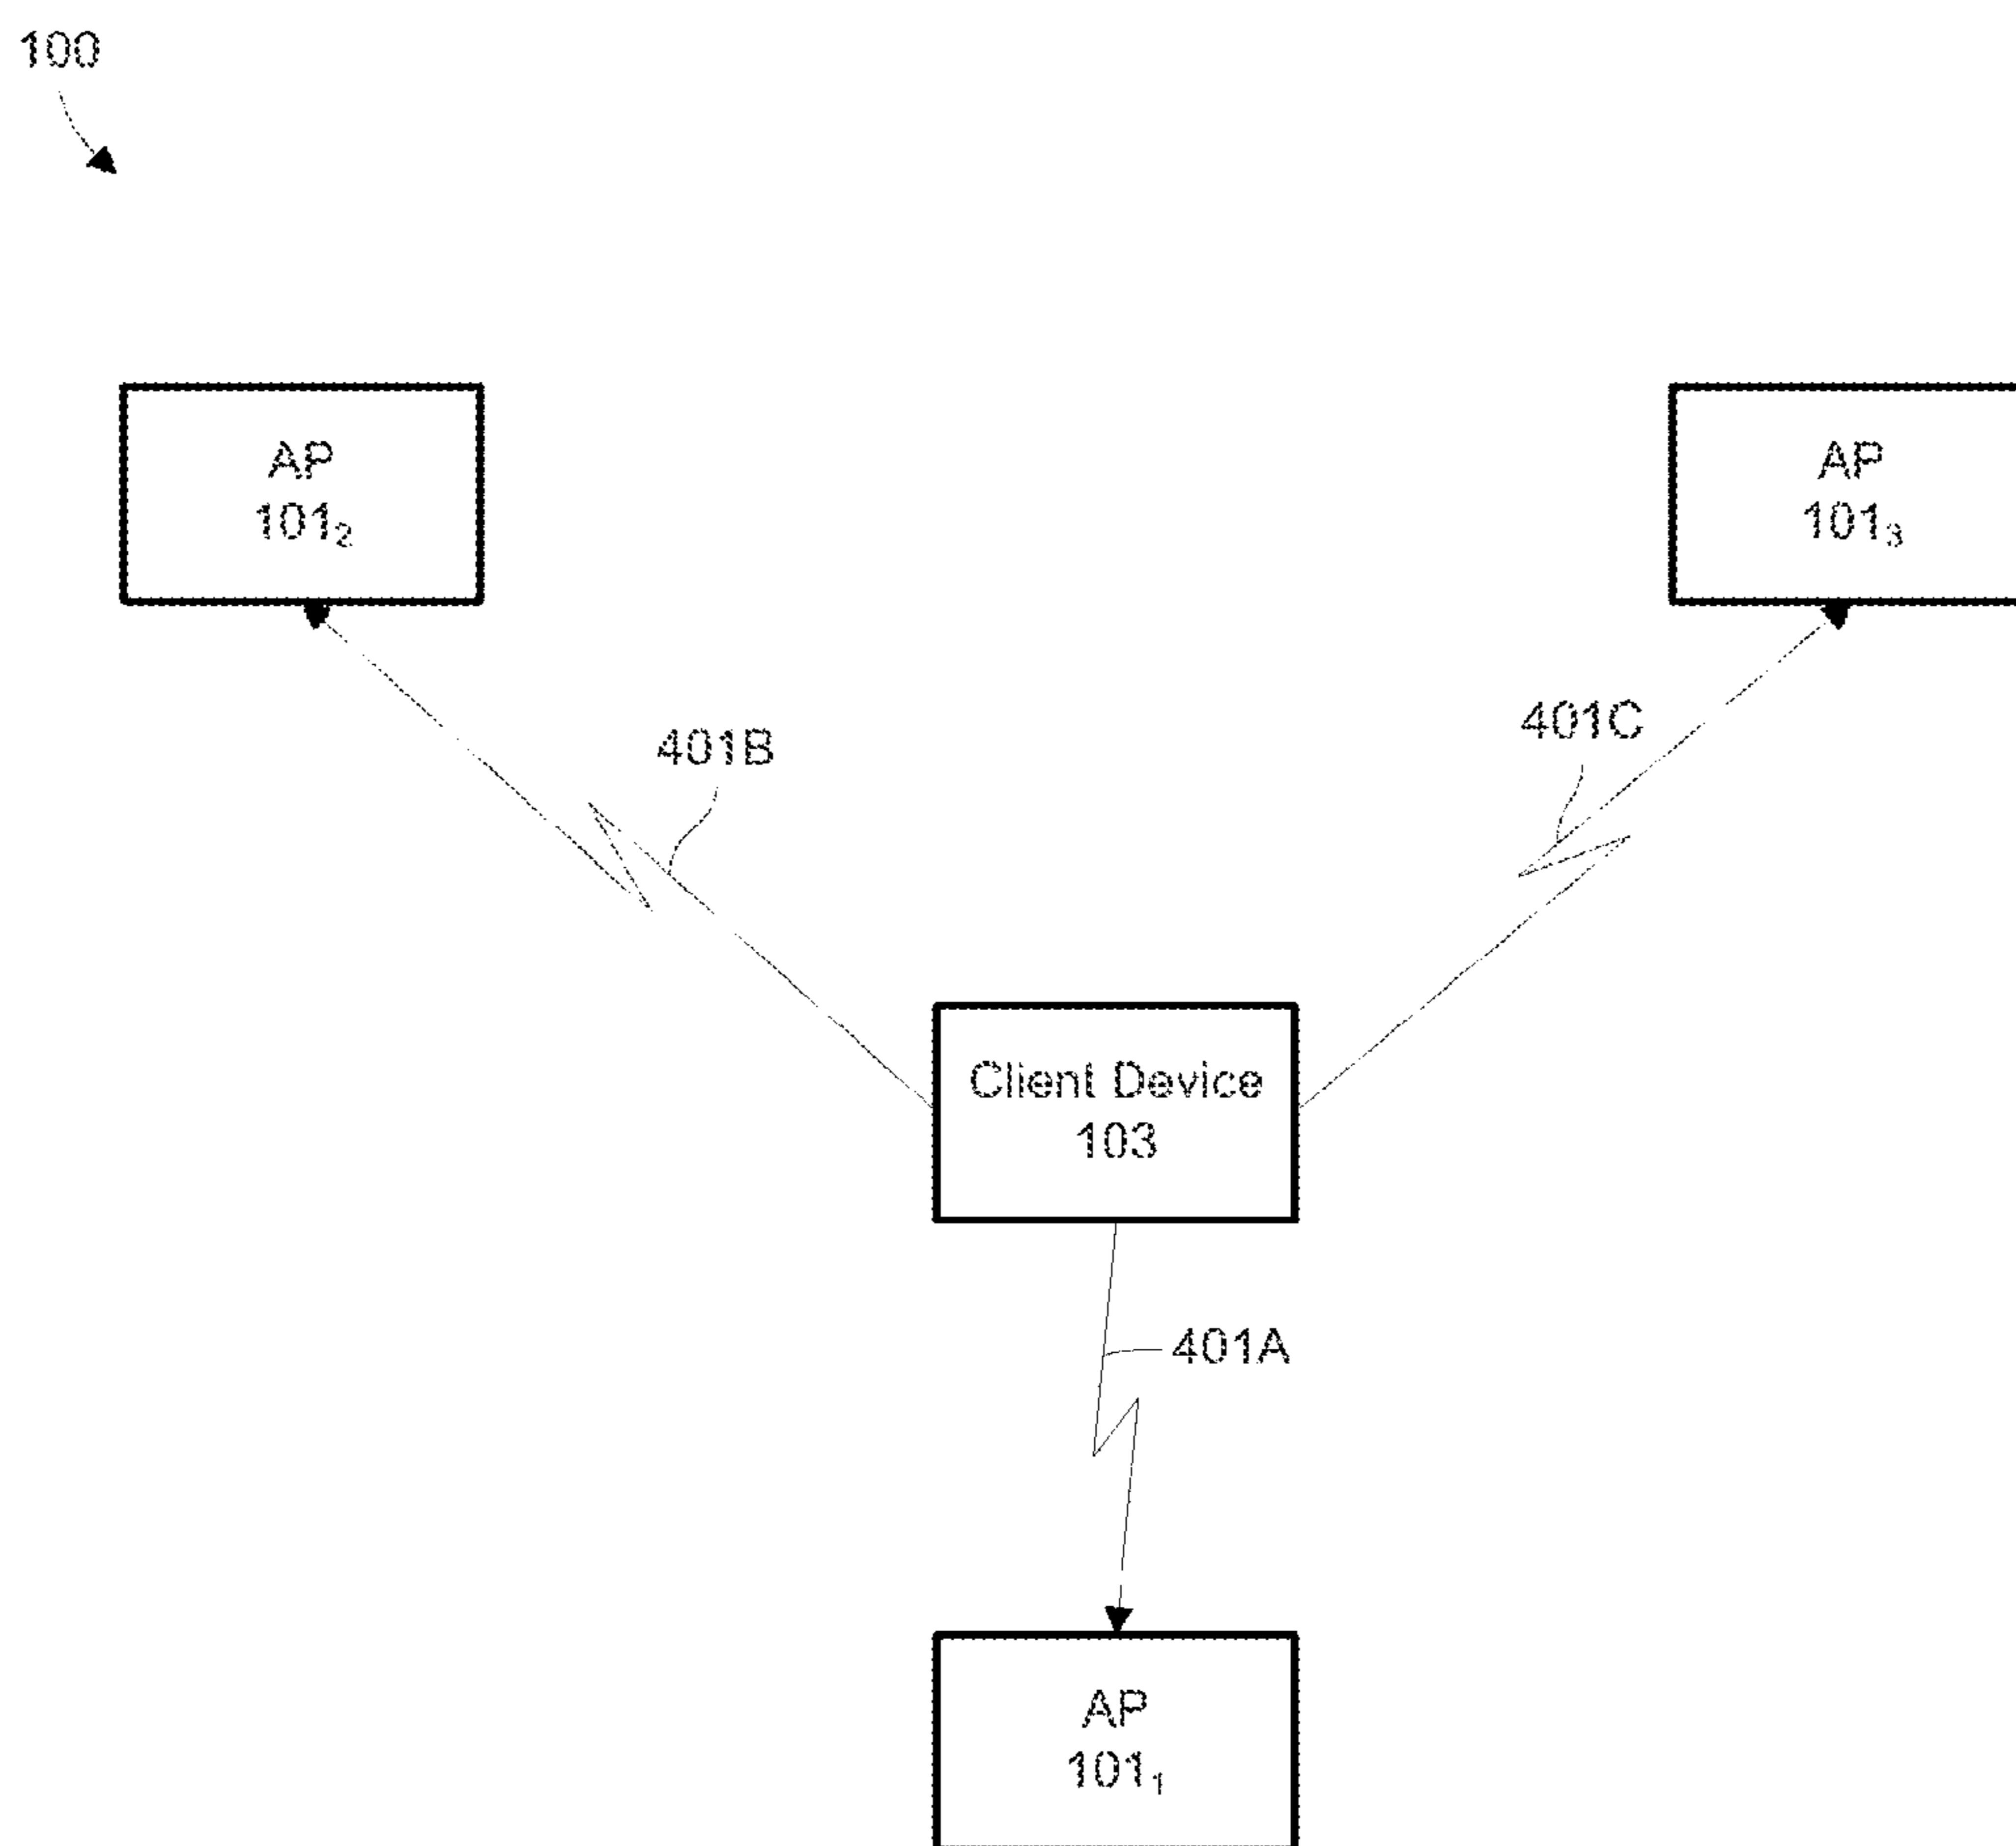 100
AP
101₂
AP
101₃
401B
401C
Client Device
103
401A
AP
101₁